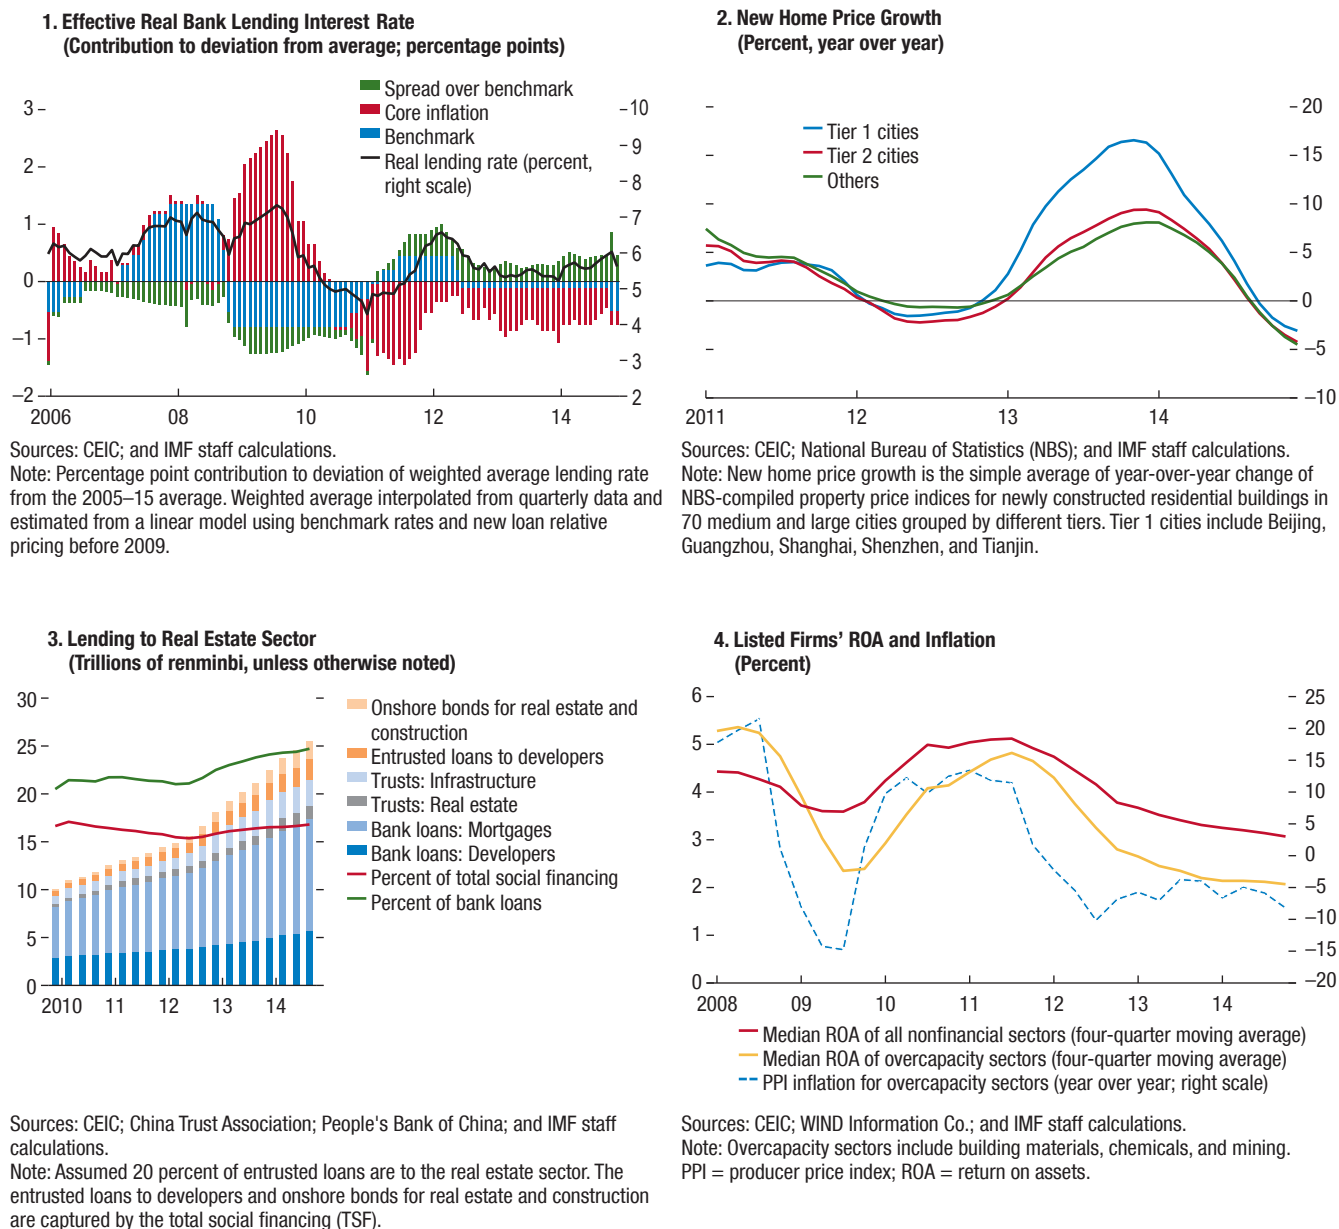 1. Effective Real Bank Lending Interest Rate
(Contribution to deviation from average; percentage points)
Spread over benchmark
Core inflation
Benchmark
Real lending rate (percent,
right scale)
3
2
1
0
–1
–2
10
9
8
7
6
5
4
3
2
2006 08 10 12 14
Sources: CEIC; and IMF staff calculations.
Note: Percentage point contribution to deviation of weighted average lending rate
from the 2005–15 average. Weighted average interpolated from quarterly data and
estimated from a linear model using benchmark rates and new loan relative
pricing before 2009.
2. New Home Price Growth
(Percent, year over year)
Tier 1 cities
Tier 2 cities
Others
20
15
10
5
0
–5
–10
2011 12 13 14
Sources: CEIC; National Bureau of Statistics (NBS); and IMF staff calculations.
Note: New home price growth is the simple average of year-over-year change of
NBS-compiled property price indices for newly constructed residential buildings in
70 medium and large cities grouped by different tiers. Tier 1 cities include Beijing,
Guangzhou, Shanghai, Shenzhen, and Tianjin.
3. Lending to Real Estate Sector
(Trillions of renminbi, unless otherwise noted)
30
25
20
15
10
5
0
2010 11 12 13 14
Onshore bonds for real estate and
construction
Entrusted loans to developers
Trusts: Infrastructure
Trusts: Real estate
Bank loans: Mortgages
Bank loans: Developers
Percent of total social financing
Percent of bank loans
Sources: CEIC; China Trust Association; People's Bank of China; and IMF staff
calculations.
Note: Assumed 20 percent of entrusted loans are to the real estate sector. The
entrusted loans to developers and onshore bonds for real estate and construction
are captured by the total social financing (TSF).
4. Listed Firms’ ROA and Inflation
(Percent)
6
5
4
3
2
1
0
25
20
15
10
5
0
–5
–10
–15
–20
2008 09 10 11 12 13 14
Median ROA of all nonfinancial sectors (four-quarter moving average)
Median ROA of overcapacity sectors (four-quarter moving average)
PPI inflation for overcapacity sectors (year over year; right scale)
Sources: CEIC; WIND Information Co.; and IMF staff calculations.
Note: Overcapacity sectors include building materials, chemicals, and mining.
PPI = producer price index; ROA = return on assets.